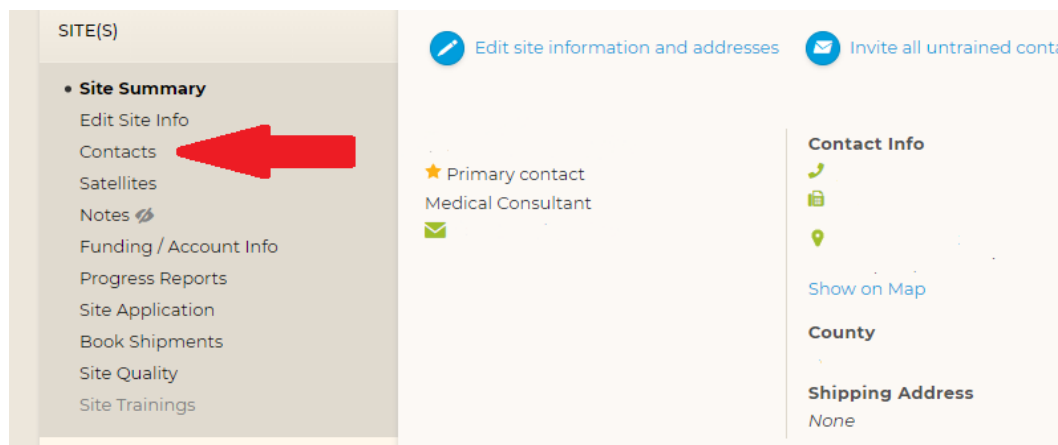 SITE(S)
Site Summary
Edit Site Info
Contacts
Satellites
Notes
Funding / Account Info
Progress Reports
Site Application
Book Shipments
Site Quality
Site Trainings
Edit site information and addresses
Invite all untrained
Primary contact
Medical Consultant
Contact Info
Show on Map
County
Shipping Address
None